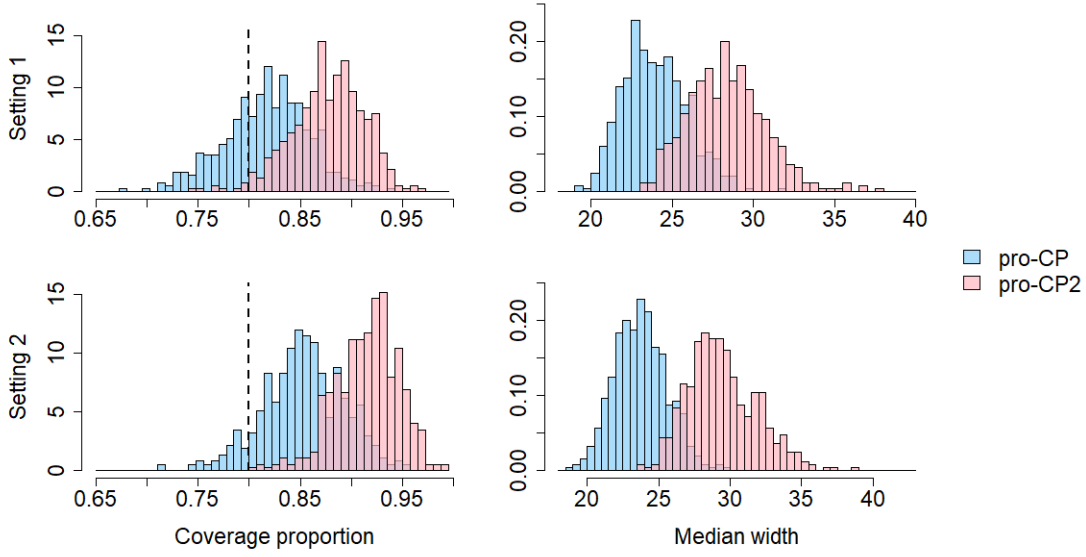 Setting 1
15
10
5
0
0.65 0.75 0.85 0.95
0.20
0.10
0.00
20 25 30 35 40
pro-CP
pro-CP2
Setting 2
15
10
5
0
0.65 0.75 0.85 0.95
Coverage proportion
0.20
0.10
0.00
20 25 30 35 40
Median width